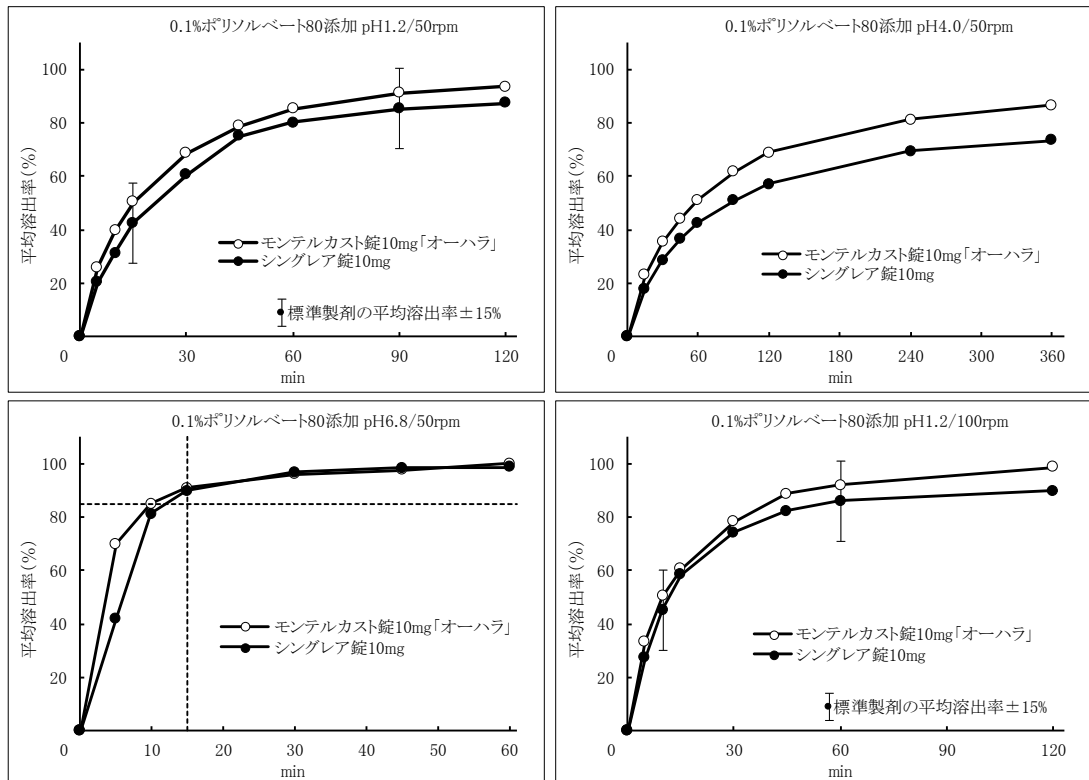 0.1%ポリソルベート80添加 pH1.2/50rpm
100
80
60
40
20
0
30
60
90
120
平均溶出率(%)
min
モンテルカスト錠10mg「オーハラ」
シングレア錠10mg
標準製剤の平均溶出率±15%
0.1%ポリソルベート80添加 pH4.0/50rpm
100
80
60
40
20
0
60
120
180
240
300
360
平均溶出率(%)
min
モンテルカスト錠10mg「オーハラ」
シングレア錠10mg
0.1%ポリソルベート80添加 pH6.8/50rpm
100
80
60
40
20
0
10
20
30
40
50
60
平均溶出率(%)
min
モンテルカスト錠10mg「オーハラ」
シングレア錠10mg
0.1%ポリソルベート80添加 pH1.2/100rpm
100
80
60
40
20
0
30
60
90
120
平均溶出率(%)
min
モンテルカスト錠10mg「オーハラ」
シングレア錠10mg
標準製剤の平均溶出率±15%